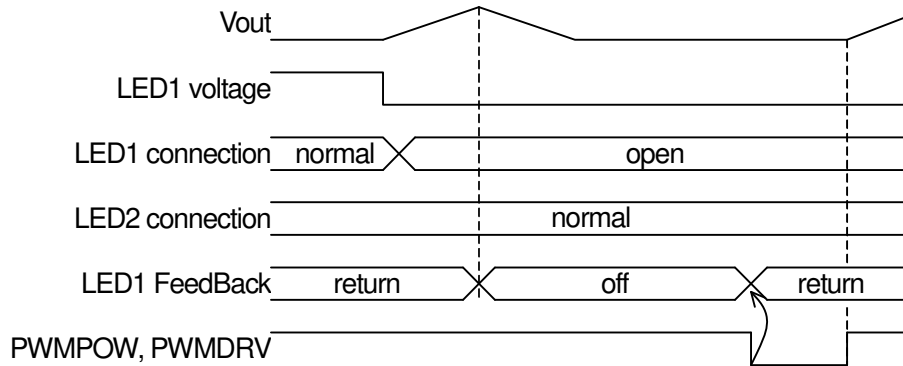 Vout
LED1 voltage
LED1 connection normal open
LED2 connection normal
LED1 FeedBack return off return
PWMPOW, PWMDRV